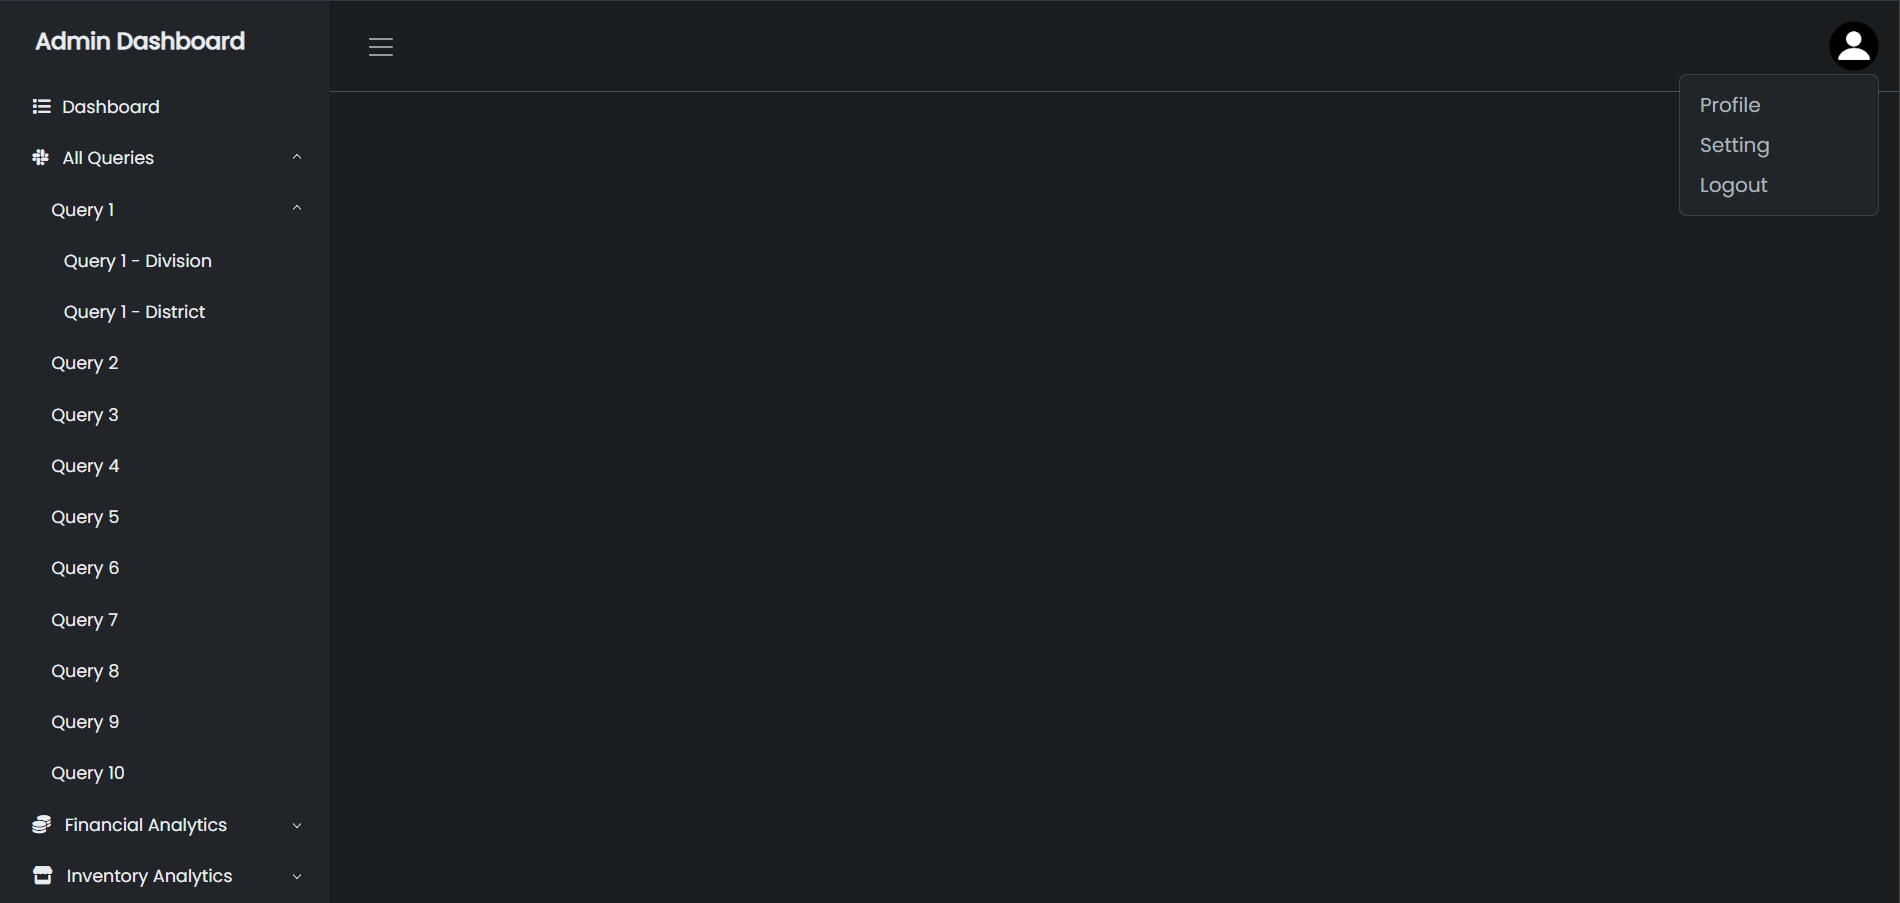 Admin Dashboard
Dashboard
All Queries
Query 1
Query 1 - Division
Query 1 - District
Query 2
Query 3
Query 4
Query 5
Query 6
Query 7
Query 8
Query 9
Query 10
Financial Analytics
Inventory Analytics
Profile
Setting
Logout